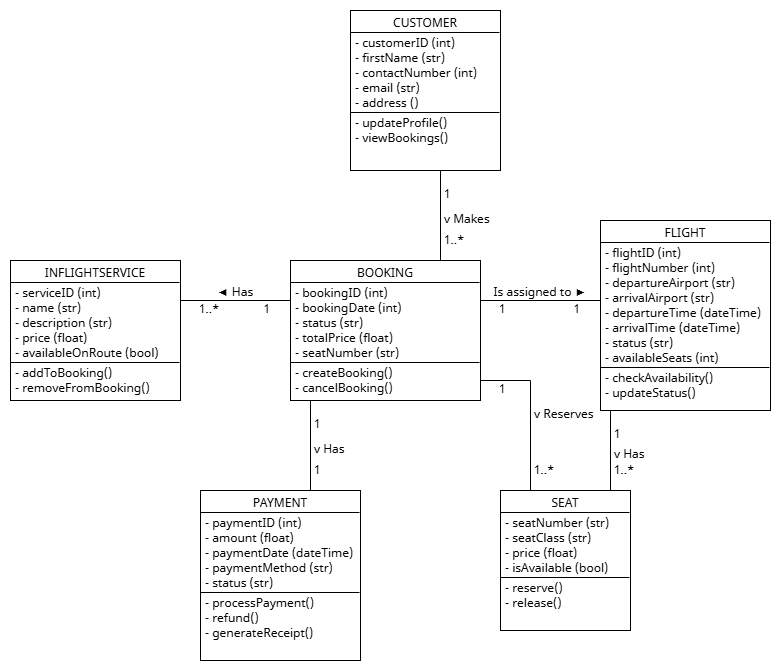 CUSTOMER
- customerID (int)
- firstName (str)
- contactNumber (int)
- email (str)
- address ()
- updateProfile()
- viewBookings()
1
v Makes
1..*
INFLIGHTSERVICE
- serviceID (int)
- name (str)
- description (str)
- price (float)
- availableOnRoute (bool)
- addToBooking()
- removeFromBooking()
◄ Has
1..*
1
BOOKING
- bookingID (int)
- bookingDate (int)
- status (str)
- totalPrice (float)
- seatNumber (str)
- createBooking()
- cancelBooking()
Is assigned to ►
1
1
FLIGHT
- flightID (int)
- flightNumber (int)
- departureAirport (str)
- arrivalAirport (str)
- departureTime (dateTime)
- arrivalTime (dateTime)
- status (str)
- availableSeats (int)
- checkAvailability()
- updateStatus()
1
v Has
1
1
v Reserves
1..*
1
v Has
1..*
PAYMENT
- paymentID (int)
- amount (float)
- paymentDate (dateTime)
- paymentMethod (str)
- status (str)
- processPayment()
- refund()
- generateReceipt()
SEAT
- seatNumber (str)
- seatClass (str)
- price (float)
- isAvailable (bool)
- reserve()
- release()